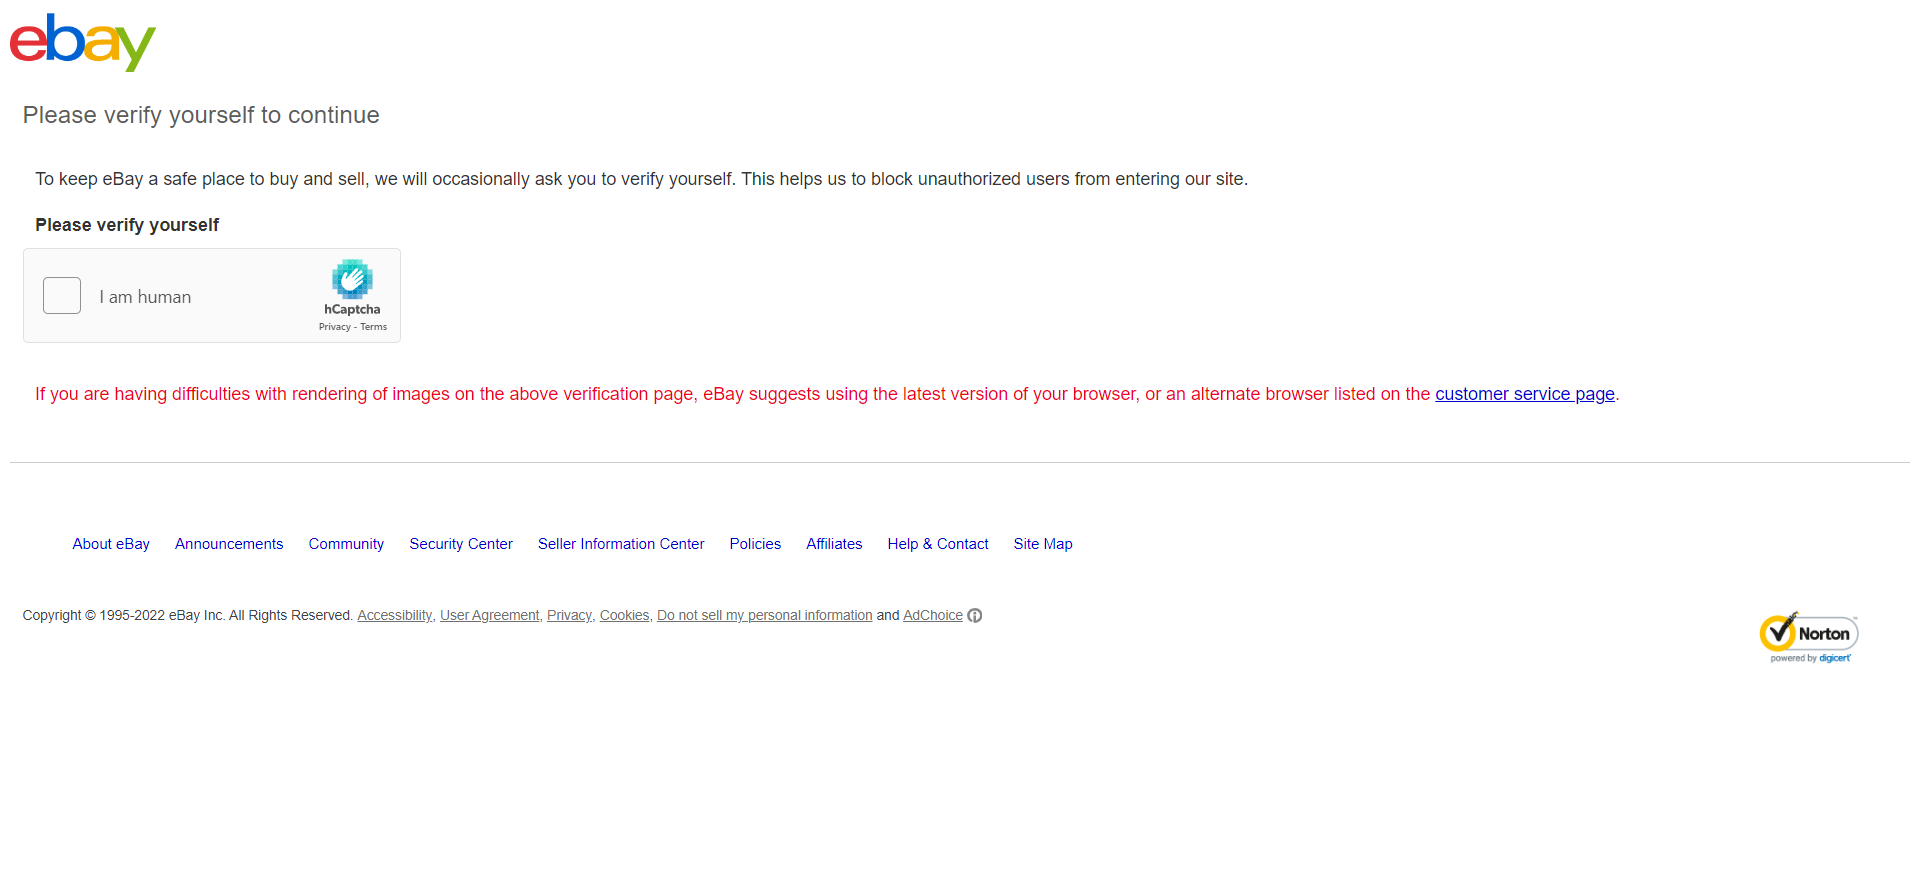 ebay
Please verify yourself to continue
To keep eBay a safe place to buy and sell, we will occasionally ask you to verify yourself. This helps us to block unauthorized users from entering our site.
Please verify yourself
I am human
hCaptcha
Privacy - Terms
If you are having difficulties with rendering of images on the above verification page, eBay suggests using the latest version of your browser, or an alternate browser listed on the customer service page.
About eBay Announcements Community Security Center Seller Information Center Policies Affiliates Help & Contact Site Map
Copyright © 1995-2022 eBay Inc. All Rights Reserved. Accessibility, User Agreement, Privacy, Cookies, Do not sell my personal information and AdChoice
Norton
powered by digicert